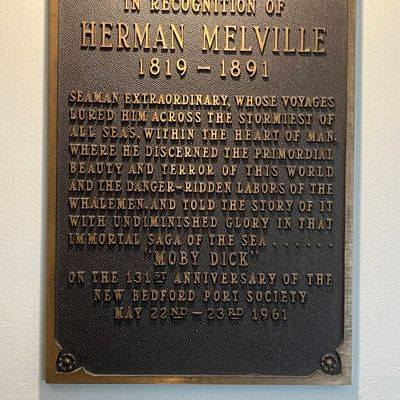 IN RECOGNITION OF
HERMAN MELVILLE
1819 – 1891
SEAMAN EXTRAORDINARY, WHOSE VOYAGES
LURED HIM ACROSS THE STORMIEST OF
ALL SEAS, WITHIN THE HEART OF MAN,
WHERE HE DISCERNED THE PRIMORDIAL
BEAUTY AND TERROR OF THIS WORLD
AND THE DANGER-RIDDEN LABORS OF THE
WHALEMEN, AND TOLD THE STORY OF IT
WITH UNDIMINISHED GLORY IN THAT
IMMORTAL SAGA OF THE SEA . . . . . .
"MOBY DICK"
ON THE 131ST ANNIVERSARY OF THE
NEW BEDFORD PORT SOCIETY
MAY 22ND – 23RD 1961